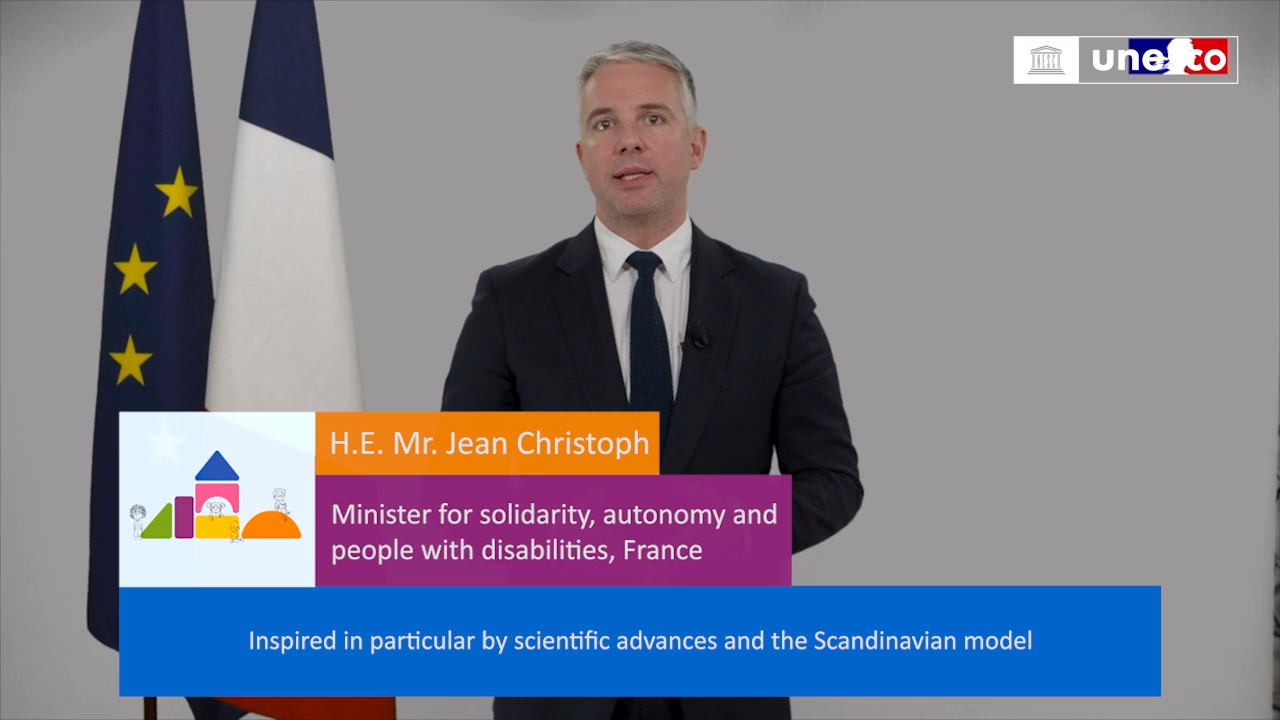 UNESCO
unesco
H.E. Mr. Jean Christoph
Minister for solidarity, autonomy and
people with disabilities, France
Inspired in particular by scientific advances and the Scandinavian model